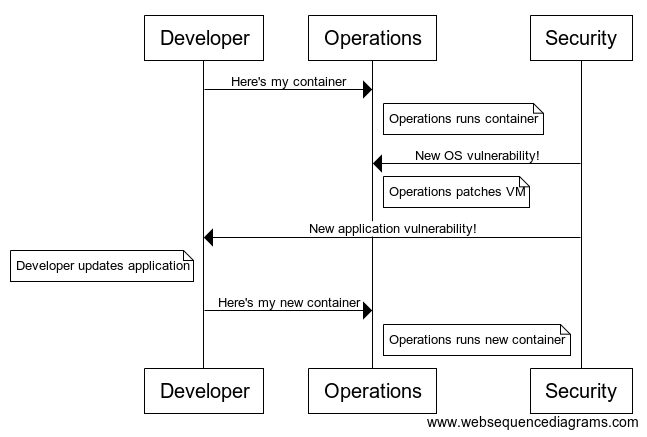 Developer
Operations
Security
Here's my container
Operations runs container
New OS vulnerability!
Operations patches VM
New application vulnerability!
Developer updates application
Here's my new container
Operations runs new container
Developer
Operations
Security
www.websequencediagrams.com